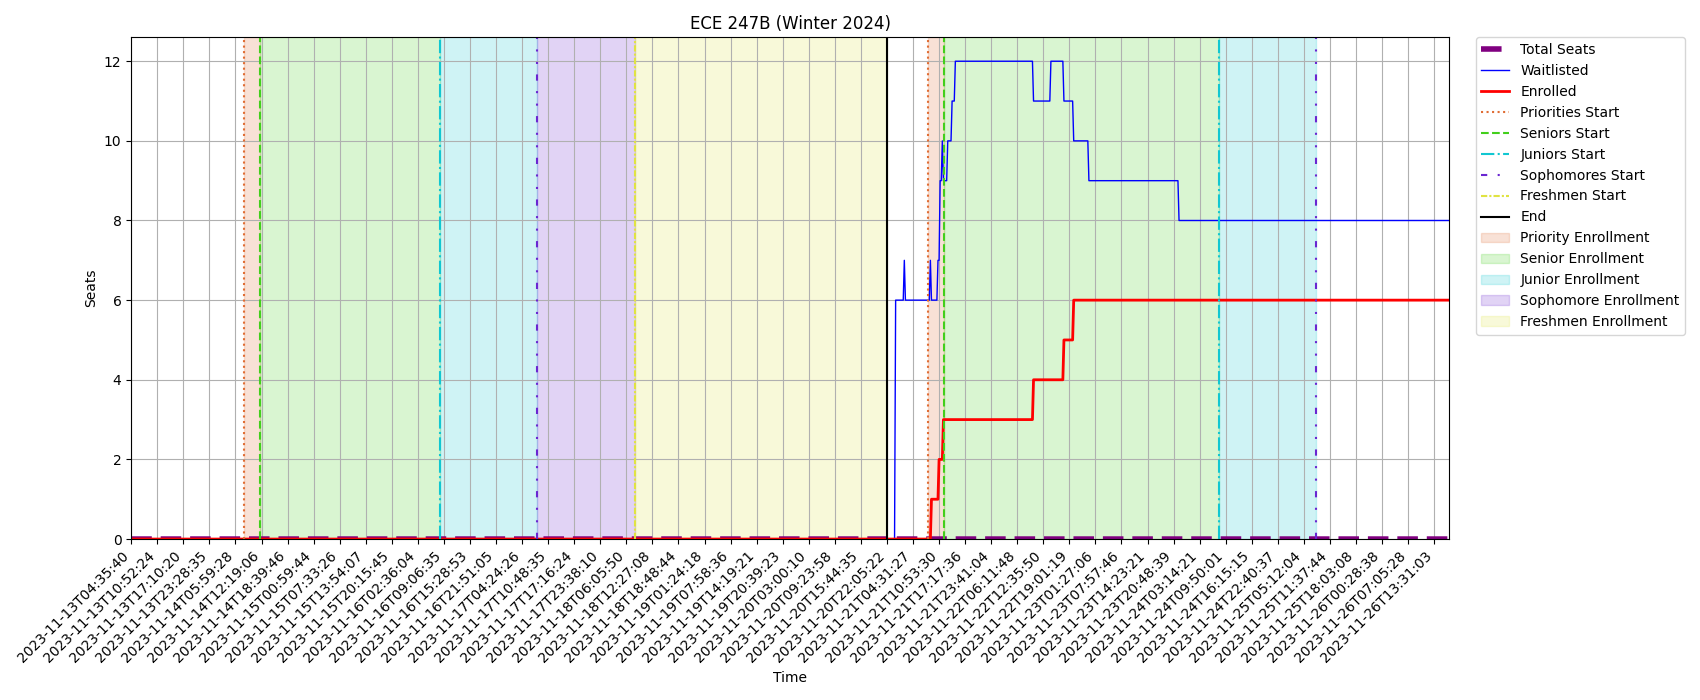 ECE 247B (Winter 2024)
Seats
12
10
8
6
4
2
0
2023-11-13T04:35:40
2023-11-13T10:52:24
2023-11-13T17:10:20
2023-11-13T23:28:35
2023-11-14T05:59:28
2023-11-14T12:19:06
2023-11-14T18:39:46
2023-11-15T00:59:44
2023-11-15T07:33:26
2023-11-15T13:54:07
2023-11-15T20:15:45
2023-11-16T02:36:04
2023-11-16T09:06:35
2023-11-16T15:28:53
2023-11-16T21:51:05
2023-11-17T04:24:26
2023-11-17T10:48:35
2023-11-17T17:16:24
2023-11-17T23:38:10
2023-11-18T06:05:50
2023-11-18T12:27:08
2023-11-18T18:48:44
2023-11-19T01:24:18
2023-11-19T07:58:36
2023-11-19T14:19:21
2023-11-19T20:39:23
2023-11-20T03:00:10
2023-11-20T09:23:58
2023-11-20T15:44:35
2023-11-20T22:05:22
2023-11-21T04:31:27
2023-11-21T10:53:30
2023-11-21T17:17:36
2023-11-21T23:41:04
2023-11-22T06:11:48
2023-11-22T12:35:50
2023-11-22T19:01:19
2023-11-23T01:27:06
2023-11-23T07:57:46
2023-11-23T14:23:21
2023-11-23T20:48:39
2023-11-24T03:14:21
2023-11-24T09:50:01
2023-11-24T16:15:15
2023-11-24T22:40:37
2023-11-25T05:12:04
2023-11-25T11:37:44
2023-11-25T18:03:08
2023-11-26T00:28:38
2023-11-26T07:05:28
2023-11-26T13:31:03
Time
Total Seats
Waitlisted
Enrolled
Priorities Start
Seniors Start
Juniors Start
Sophomores Start
Freshmen Start
End
Priority Enrollment
Senior Enrollment
Junior Enrollment
Sophomore Enrollment
Freshmen Enrollment